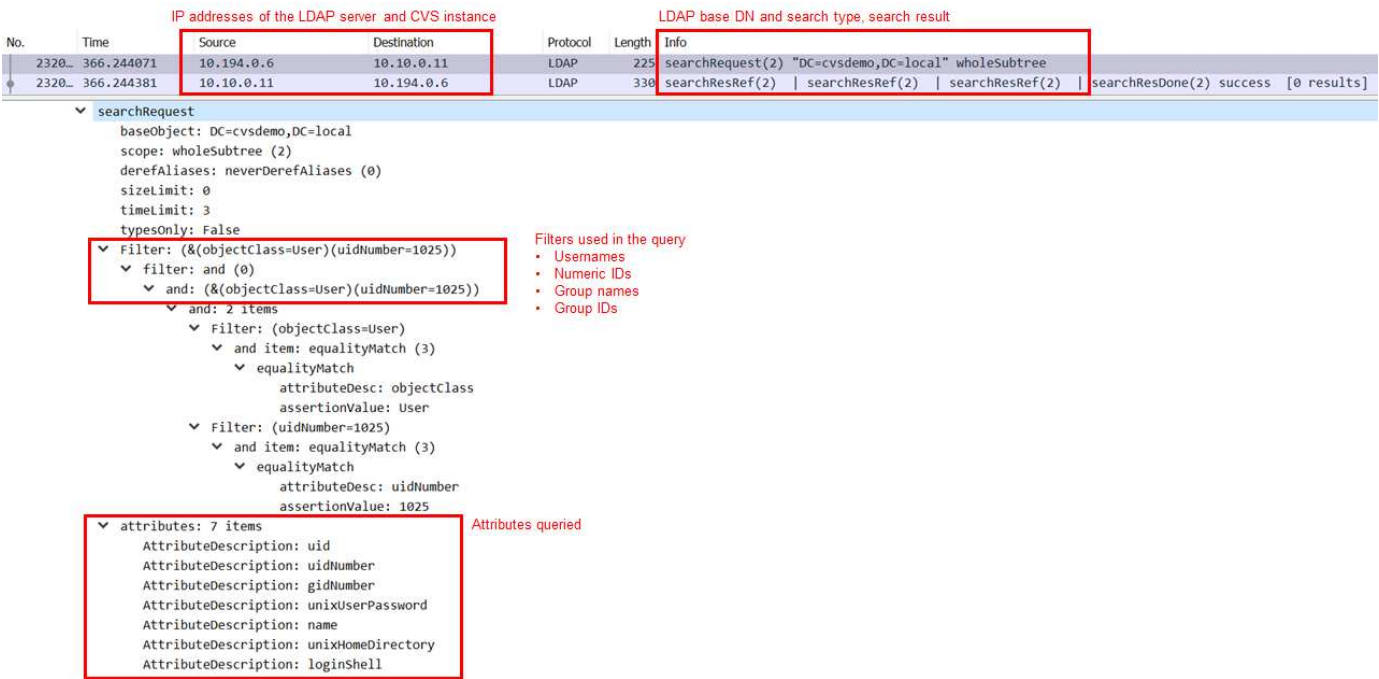 IP addresses of the LDAP server and CVS instance LDAP base DN and search type, search result
No. Time Source Destination Protocol Length Info
2320… 366.244071 10.194.0.6 10.10.0.11 LDAP 225 searchRequest(2) "DC=cvsdemo,DC=local" wholeSubtree
2320… 366.244381 10.10.0.11 10.194.0.6 LDAP 330 searchResRef(2) | searchResRef(2) | searchResRef(2) | searchResDone(2) success [0 results]
searchRequest
baseObject: DC=cvsdemo,DC=local
scope: wholeSubtree (2)
derefAliases: neverDerefAliases (0)
sizeLimit: 0
timeLimit: 3
typesOnly: False
Filter: (&(objectClass=User)(uidNumber=1025))
filter: and (0)
and: (&(objectClass=User)(uidNumber=1025))
Filters used in the query
• Usernames
• Numeric IDs
• Group names
• Group IDs
and: 2 items
Filter: (objectClass=User)
and item: equalityMatch (3)
equalityMatch
attributeDesc: objectClass
assertionValue: User
Filter: (uidNumber=1025)
and item: equalityMatch (3)
equalityMatch
attributeDesc: uidNumber
assertionValue: 1025
attributes: 7 items
Attributes queried
AttributeDescription: uid
AttributeDescription: uidNumber
AttributeDescription: gidNumber
AttributeDescription: unixUserPassword
AttributeDescription: name
AttributeDescription: unixHomeDirectory
AttributeDescription: loginShell